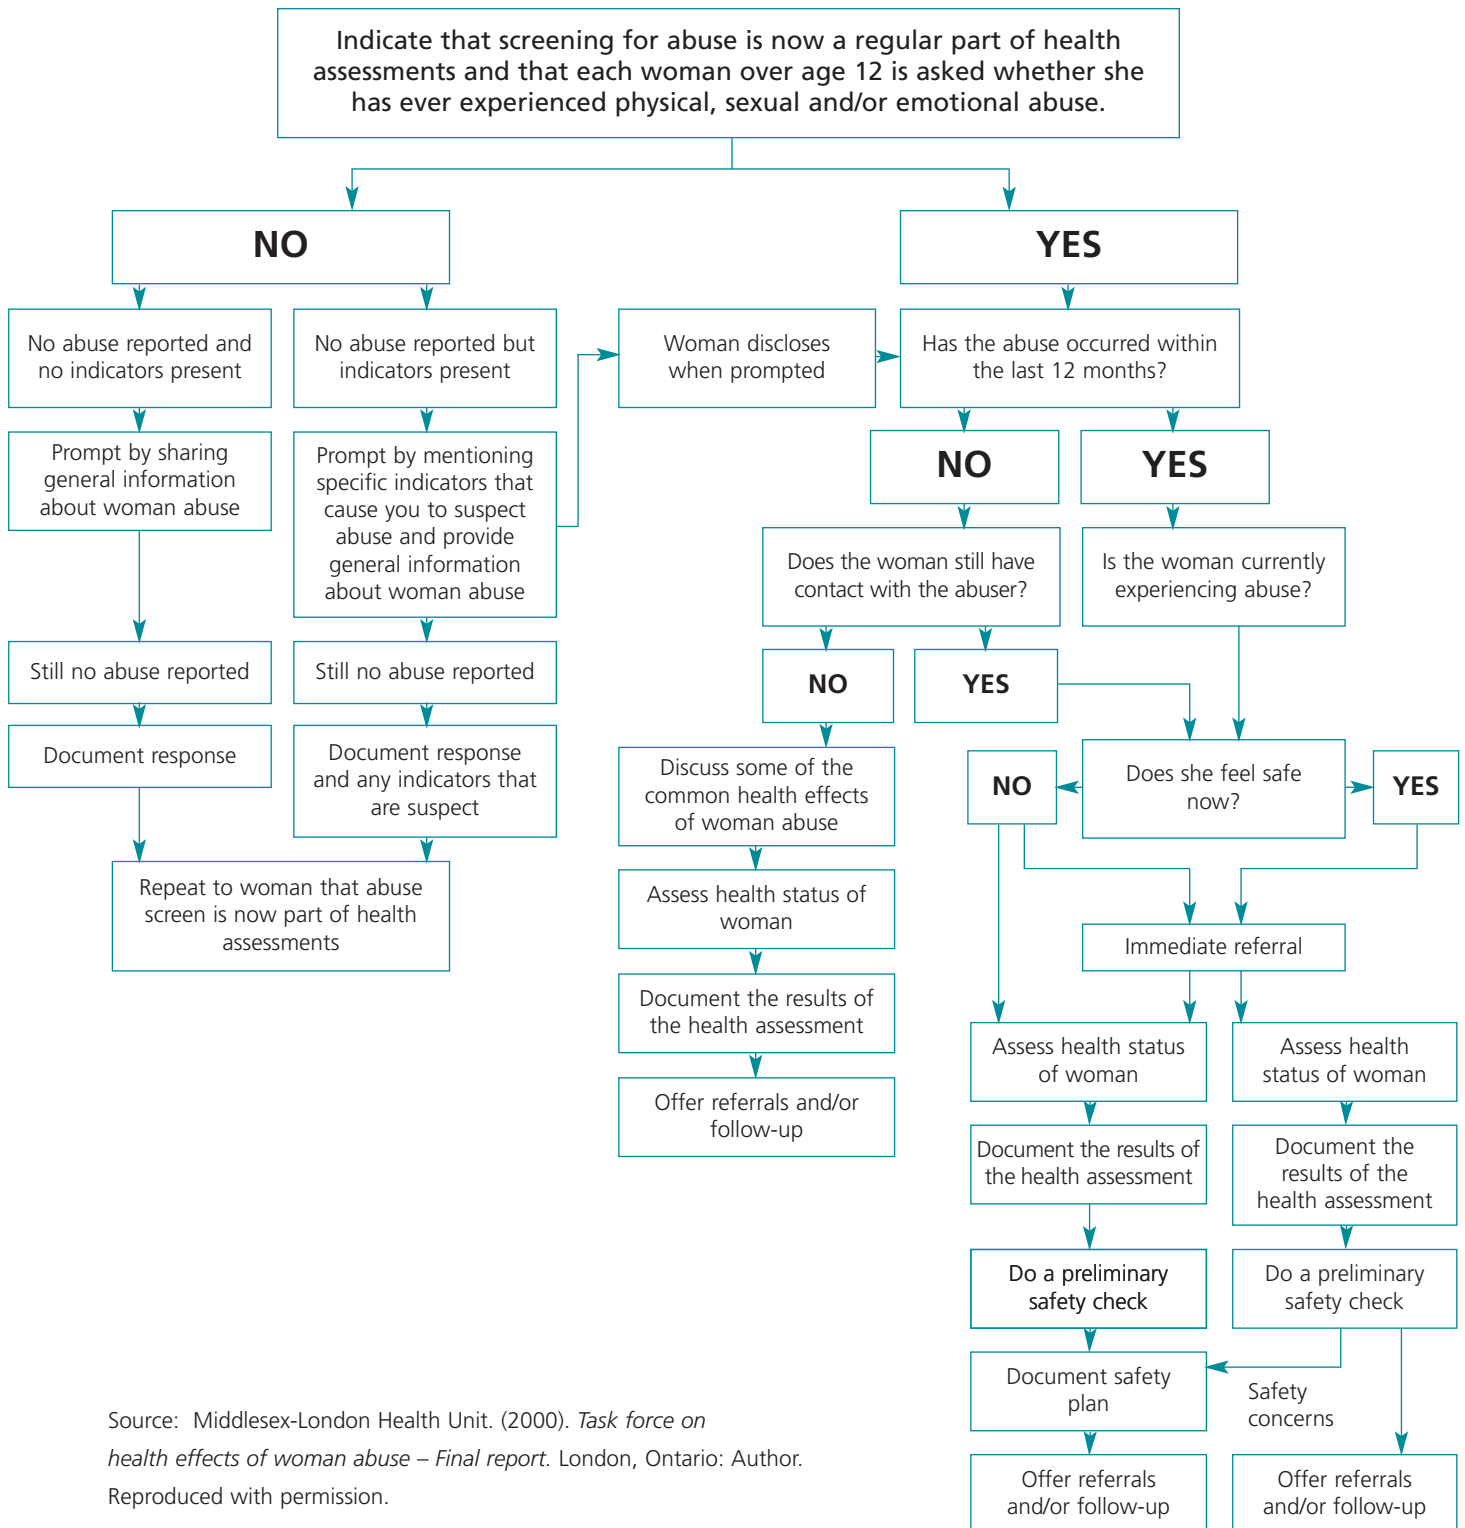 Indicate that screening for abuse is now a regular part of health
assessments and that each woman over age 12 is asked whether she
has ever experienced physical, sexual and/or emotional abuse.
NO
YES
No abuse reported and
no indicators present
No abuse reported but
indicators present
Woman discloses
when prompted
Has the abuse occurred within
the last 12 months?
Prompt by sharing
general information
about woman abuse
Prompt by mentioning
specific indicators that
cause you to suspect
abuse and provide
general information
about woman abuse
NO
YES
Does the woman still have
contact with the abuser?
Is the woman currently
experiencing abuse?
Still no abuse reported
Still no abuse reported
NO
YES
Document response
Document response
and any indicators that
are suspect
Discuss some of the
common health effects
of woman abuse
NO
Does she feel safe
now?
YES
Repeat to woman that abuse
screen is now part of health
assessments
Assess health status of
woman
Immediate referral
Document the results of
the health assessment
Assess health status
of woman
Assess health
status of woman
Offer referrals and/or
follow-up
Document the results of
the health assessment
Document the
results of the
health assessment
Do a preliminary
safety check
Do a preliminary
safety check
Document safety
plan
Safety
concerns
Offer referrals
and/or follow-up
Offer referrals
and/or follow-up
Source: Middlesex-London Health Unit. (2000). Task force on
health effects of woman abuse – Final report. London, Ontario: Author.
Reproduced with permission.